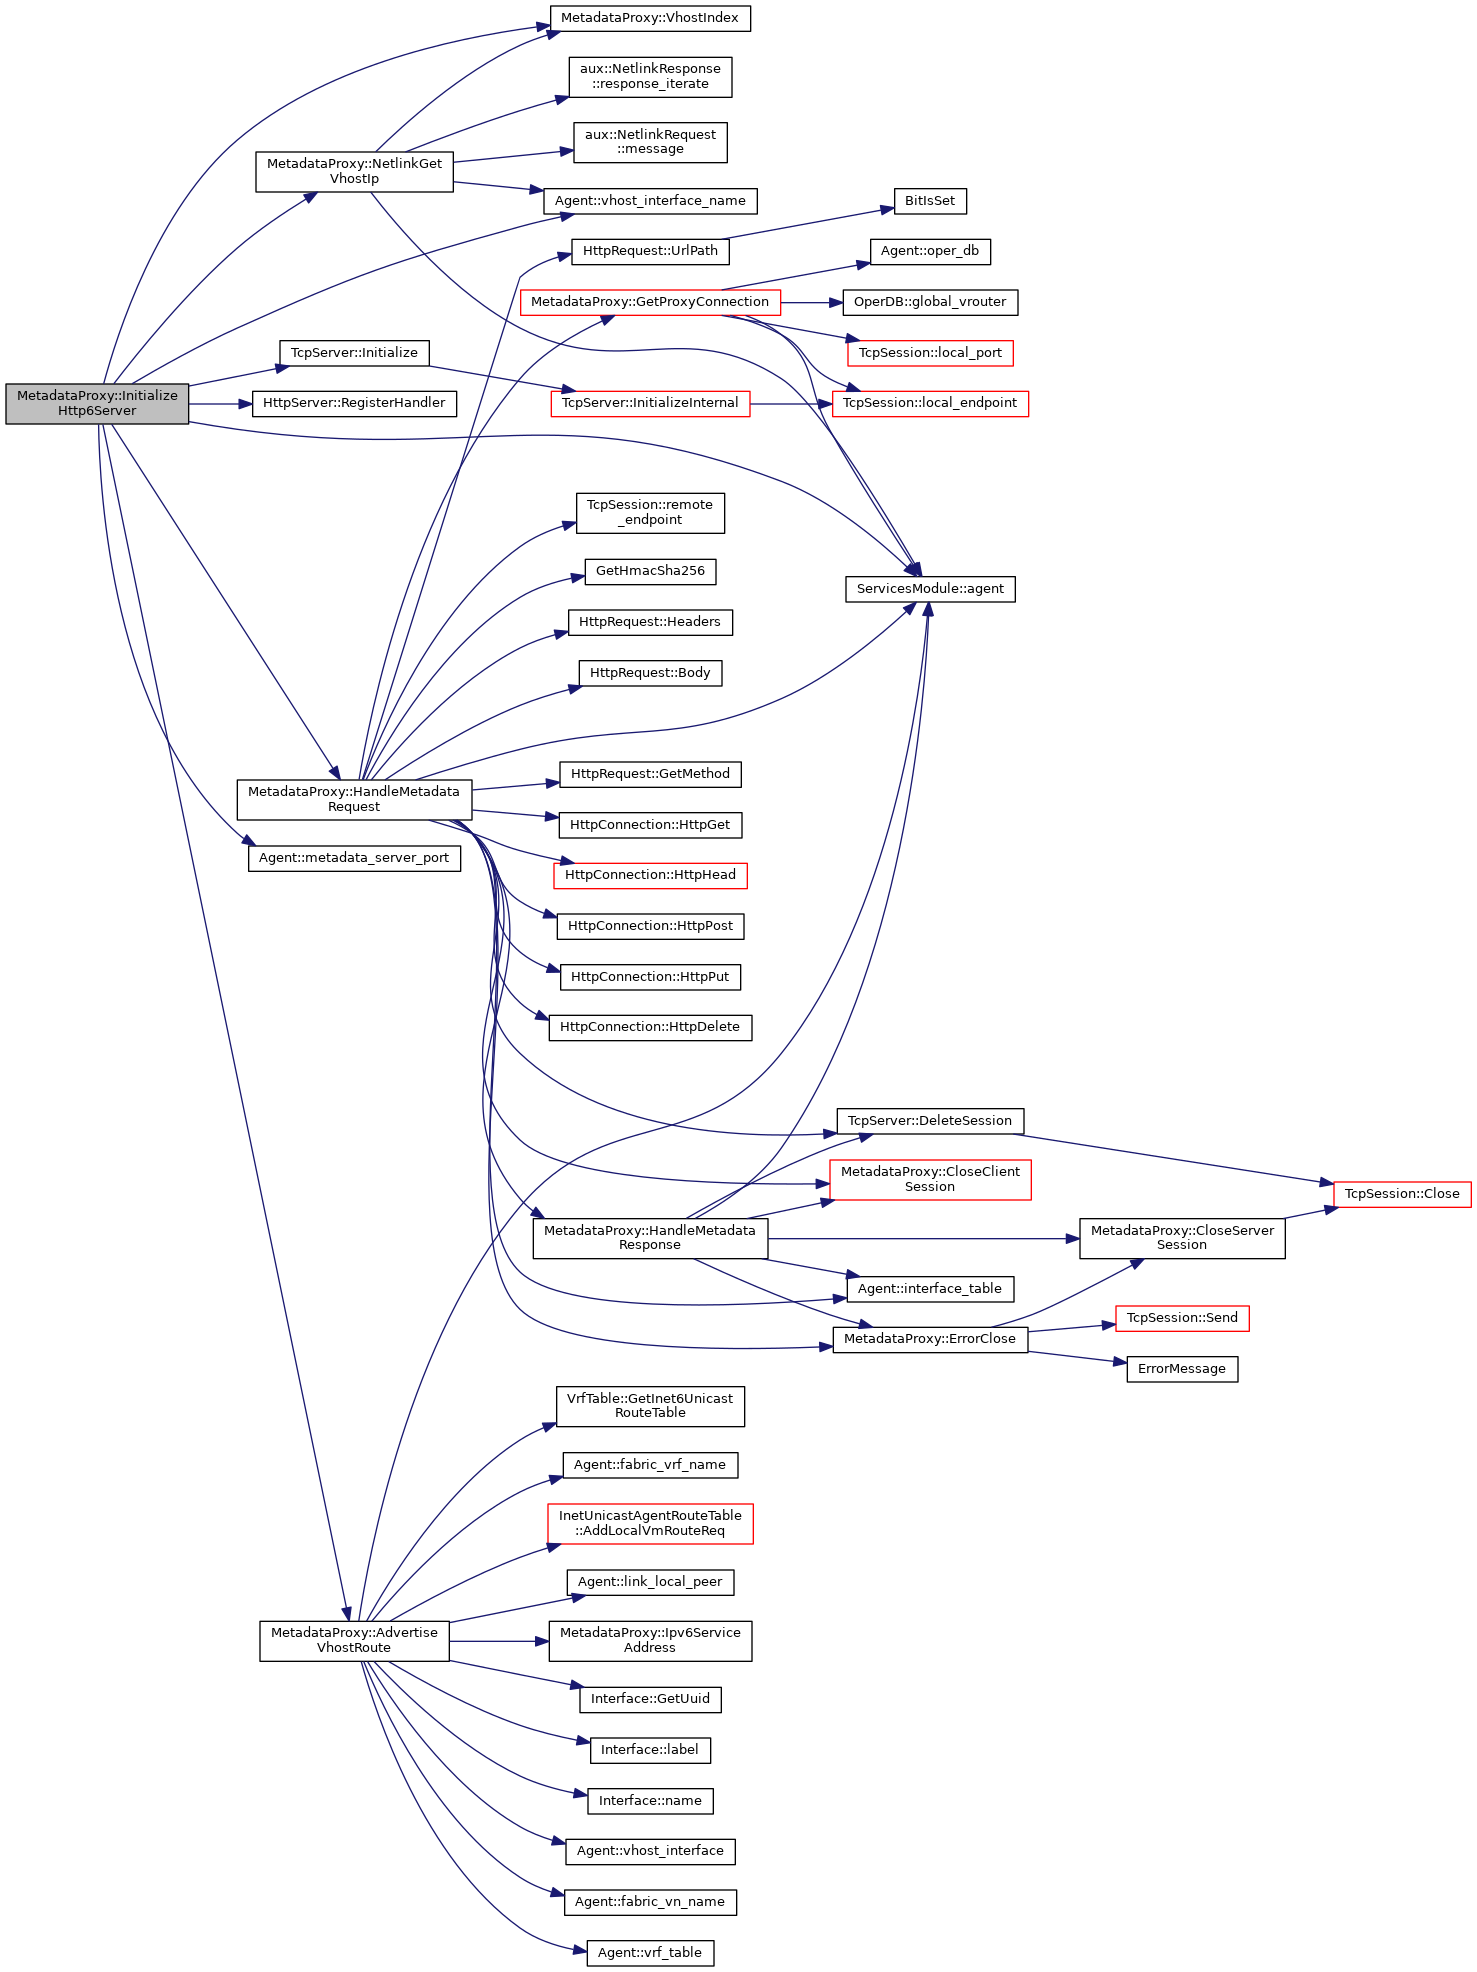 MetadataProxy::VhostIndex
aux::NetlinkResponse
::response_iterate
aux::NetlinkRequest
::message
MetadataProxy::NetlinkGet
VhostIp
Agent::vhost_interface_name
BitIsSet
HttpRequest::UrlPath
Agent::oper_db
MetadataProxy::GetProxyConnection
OperDB::global_vrouter
TcpServer::Initialize
TcpSession::local_port
MetadataProxy::Initialize
Http6Server
HttpServer::RegisterHandler
TcpServer::InitializeInternal
TcpSession::local_endpoint
TcpSession::remote
_endpoint
GetHmacSha256
ServicesModule::agent
HttpRequest::Headers
HttpRequest::Body
HttpRequest::GetMethod
MetadataProxy::HandleMetadata
Request
HttpConnection::HttpGet
Agent::metadata_server_port
HttpConnection::HttpHead
HttpConnection::HttpPost
HttpConnection::HttpPut
HttpConnection::HttpDelete
TcpServer::DeleteSession
MetadataProxy::CloseClient
Session
TcpSession::Close
MetadataProxy::HandleMetadata
Response
MetadataProxy::CloseServer
Session
Agent::interface_table
TcpSession::Send
MetadataProxy::ErrorClose
ErrorMessage
VrfTable::GetInet6Unicast
RouteTable
Agent::fabric_vrf_name
InetUnicastAgentRouteTable
::AddLocalVmRouteReq
Agent::link_local_peer
MetadataProxy::Advertise
VhostRoute
MetadataProxy::Ipv6Service
Address
Interface::GetUuid
Interface::label
Interface::name
Agent::vhost_interface
Agent::fabric_vn_name
Agent::vrf_table